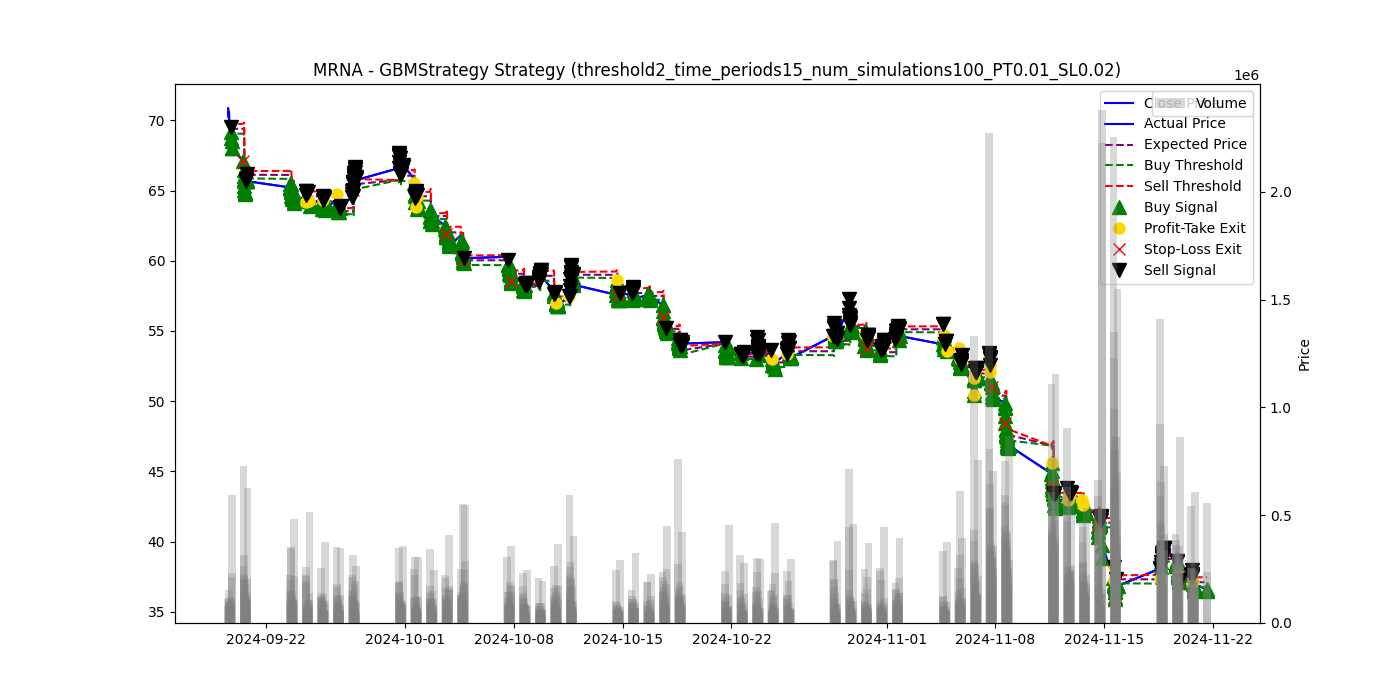 MRNA - GBMStrategy Strategy (threshold2_time_periods15_num_simulations100_PT0.01_SL0.02)
1e6
70
65
60
55
50
45
40
35
2.0
1.5
1.0
0.5
0.0
Price
Volume
Close Price
Actual Price
Expected Price
Buy Threshold
Sell Threshold
Buy Signal
Profit-Take Exit
Stop-Loss Exit
Sell Signal
2024-09-22
2024-10-01
2024-10-08
2024-10-15
2024-10-22
2024-11-01
2024-11-08
2024-11-15
2024-11-22